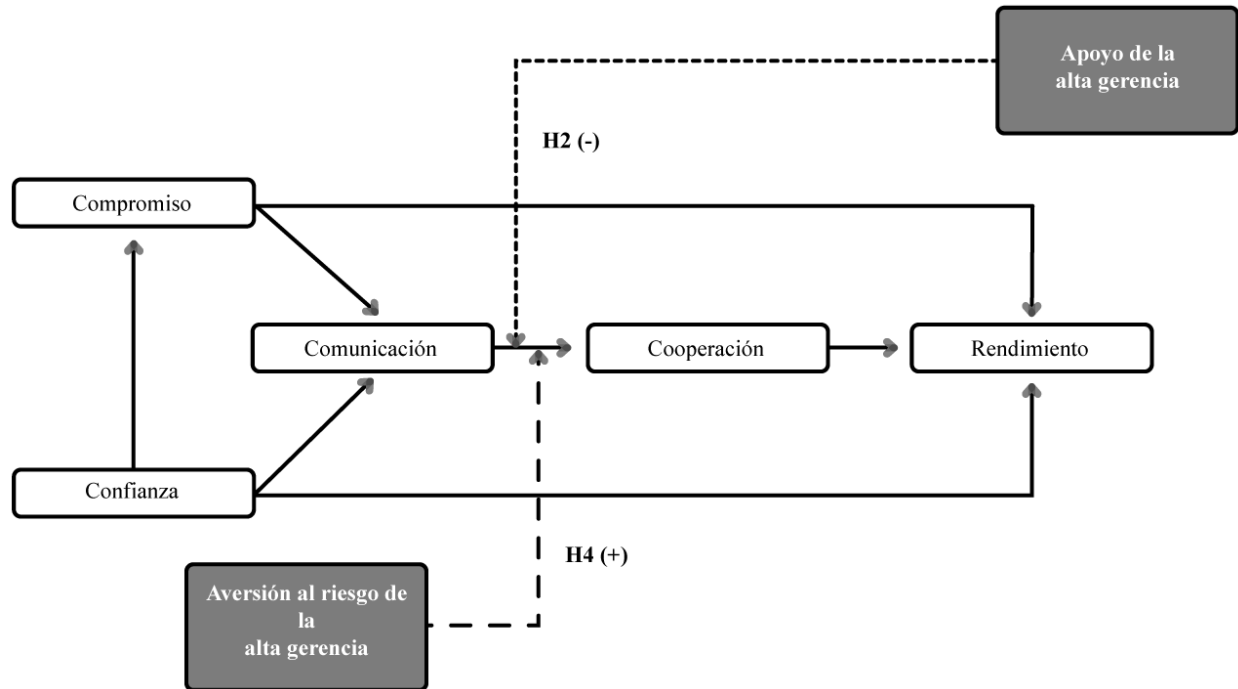 Apoyo de la
alta gerencia
H2 (-)
Compromiso
Comunicación
Cooperación
Rendimiento
Confianza
H4 (+)
Aversión al riesgo de
la
alta gerencia